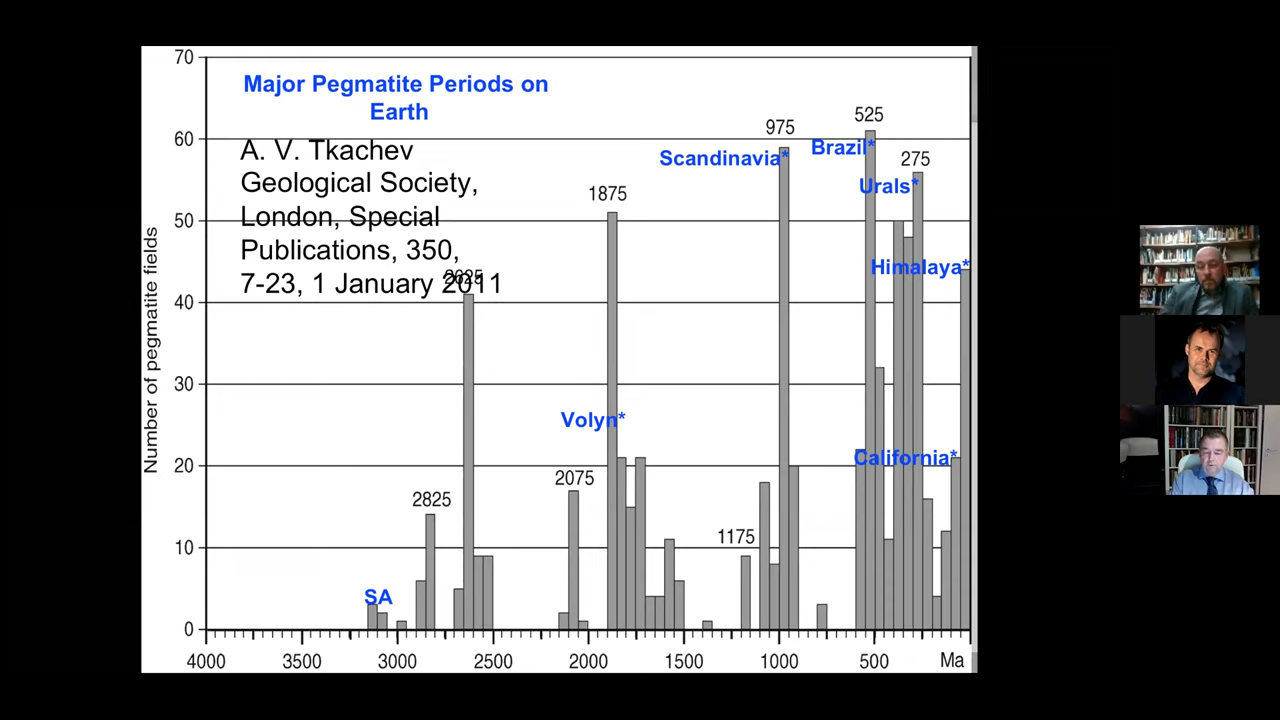 Major Pegmatite Periods on
Earth
A. V. Tkachev
Geological Society,
London, Special
Publications, 350,
7-23, 1 January 2011
Number of pegmatite fields
70
60
50
40
30
20
10
0
525
975
Brazil*
Scandinavia*
275
Urals*
1875
Himalaya*
2625
Volyn*
California*
2075
2825
1175
SA
4000 3500 3000 2500 2000 1500 1000 500 Ma